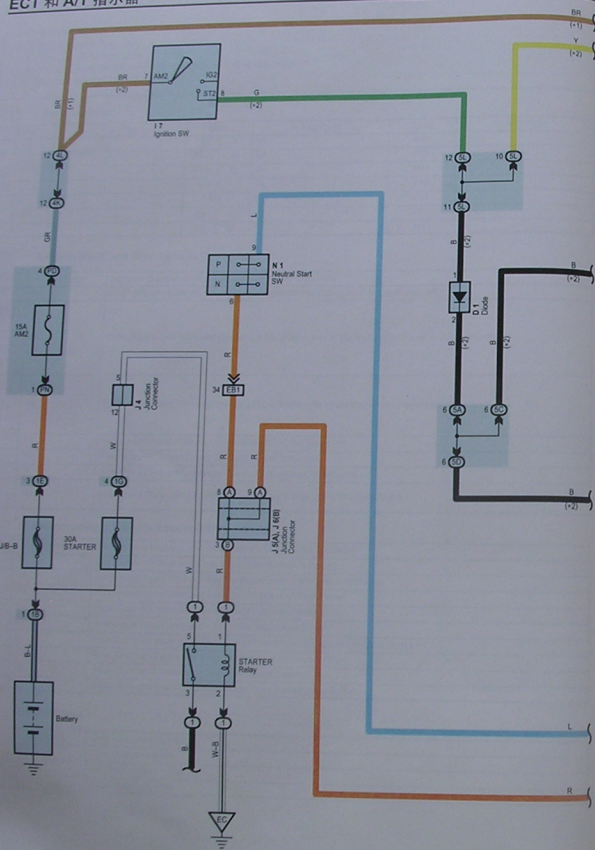 ECT 和 A/T 指示器
BR
(*1)
Y
(*2)
BR
(*2)
7
AM2
IG2
ST2
8
G
(*2)
BR
(*1)
I 7
Ignition SW
12
4L
12
4K
GR
4
PD
15A
AM2
1
PN
R
3
1E
J/B–B
1
1B
B–L
Battery
5
12
J 4
Junction
Connector
W
4
1G
30A
STARTER
L
9
P
N
N 1
Neutral Start
SW
6
R
34
EB1
R
R
8
A
9
A
J 5(A), J 6(B)
Junction
Connector
3
B
R
W
1
1
5
1
STARTER
Relay
3
2
1
1
B
W–B
EC
12
5L
10
5L
11
5L
B
(*2)
1
D 1
Diode
2
B
(*2)
B
(*2)
B
(*2)
6
5A
6
5C
6
5D
B
(*2)
L
R